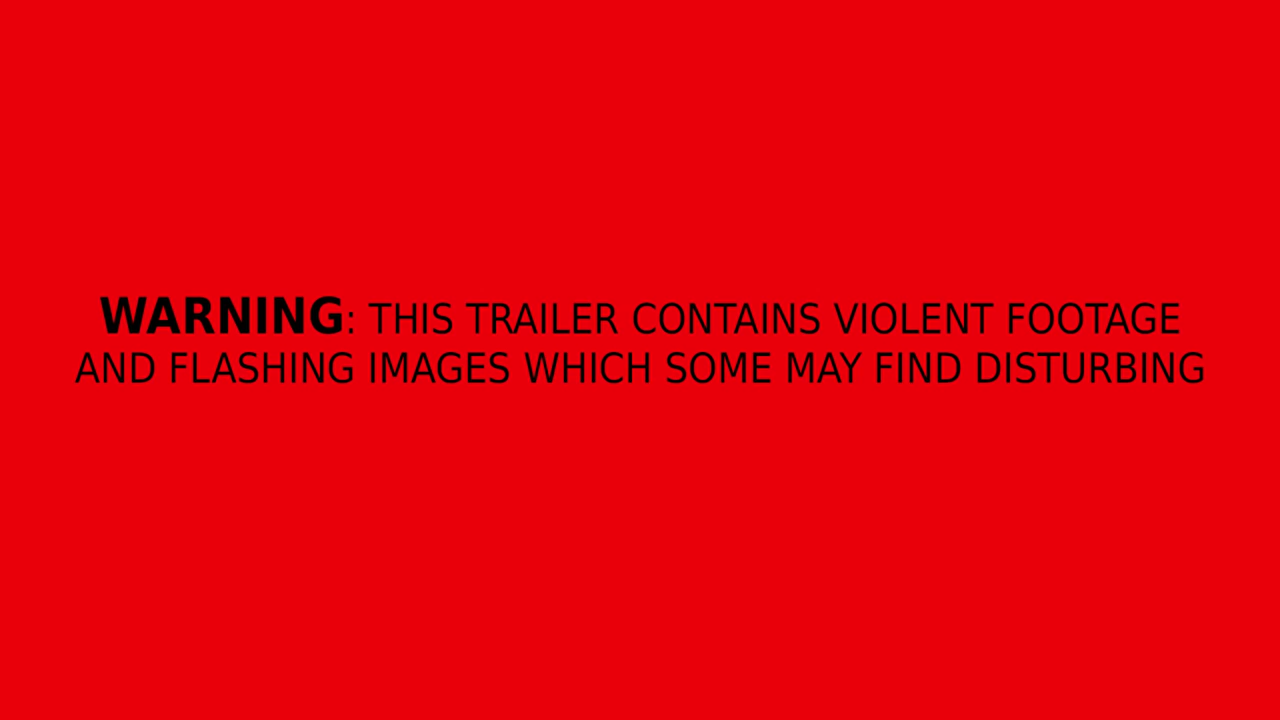 WARNING: THIS TRAILER CONTAINS VIOLENT FOOTAGE
AND FLASHING IMAGES WHICH SOME MAY FIND DISTURBING